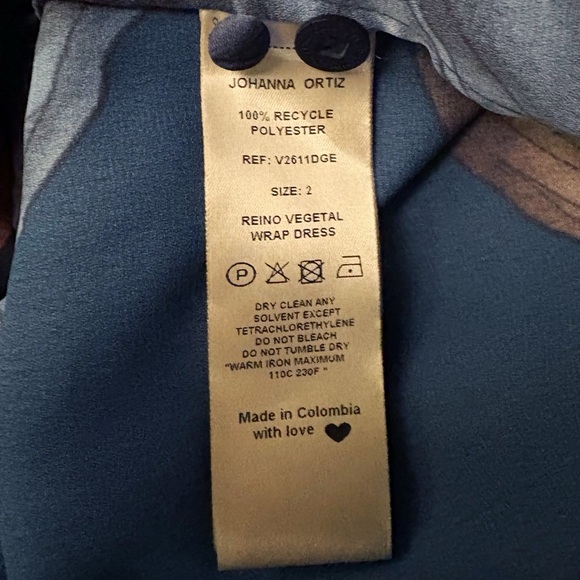 JOHANNA ORTIZ
100% RECYCLE
POLYESTER
REF: V2611DGE
SIZE: 2
REINO VEGETAL
WRAP DRESS
P
DRY CLEAN ANY
SOLVENT EXCEPT
TETRACHLORETHYLENE
DO NOT BLEACH
DO NOT TUMBLE DRY
"WARM IRON MAXIMUM
110C 230F "
Made in Colombia
with love